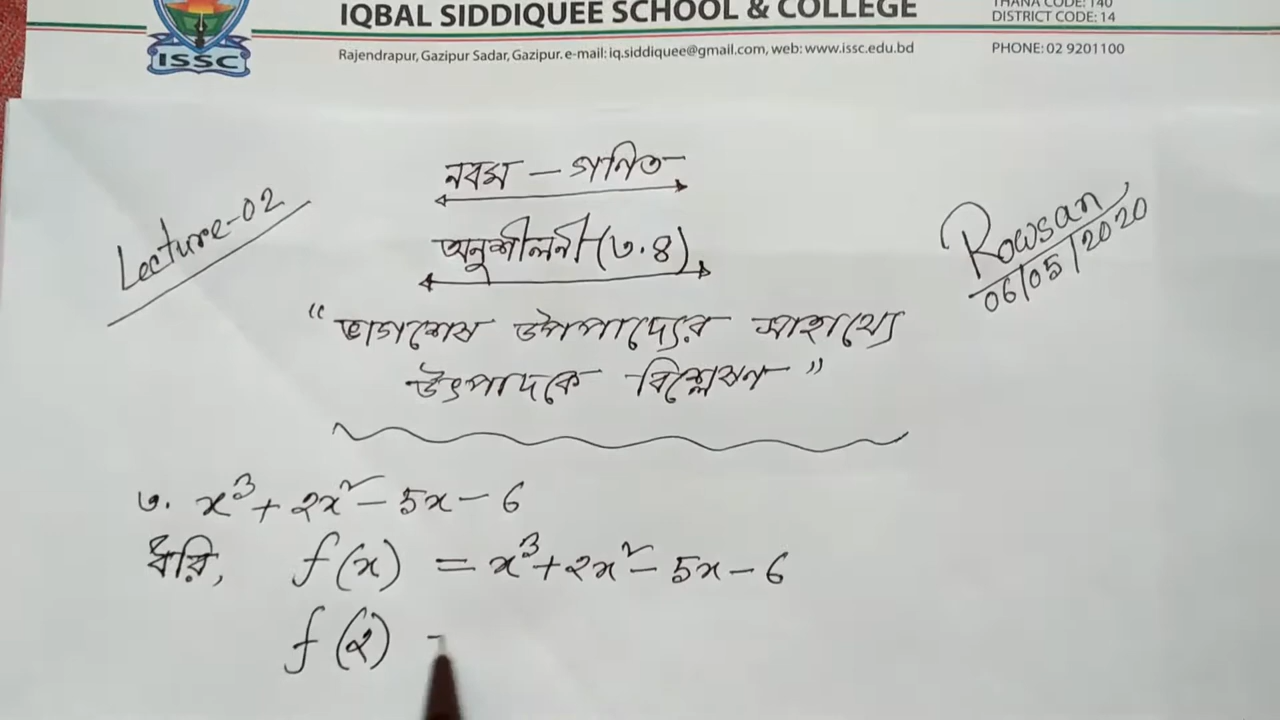 IQBAL SIDDIQUEE SCHOOL & COLLEGE
THANA CODE: 140
DISTRICT CODE: 14
ISSC
Rajendrapur, Gazipur Sadar, Gazipur. e-mail: iq.siddiquee@gmail.com, web: www.issc.edu.bd
PHONE: 02 9201100
নবম – গণিত
Lecture-02
অনুশীলনী (৩.৪)
Rowsan
06/05/2020
“ভাগশেষ উপপাদ্যের সাহায্যে
উৎপাদকে বিশ্লেষন”
৩. x³ + 2x² – 5x – 6
ধরি, f(x) = x³ + 2x² – 5x – 6
f(2) -